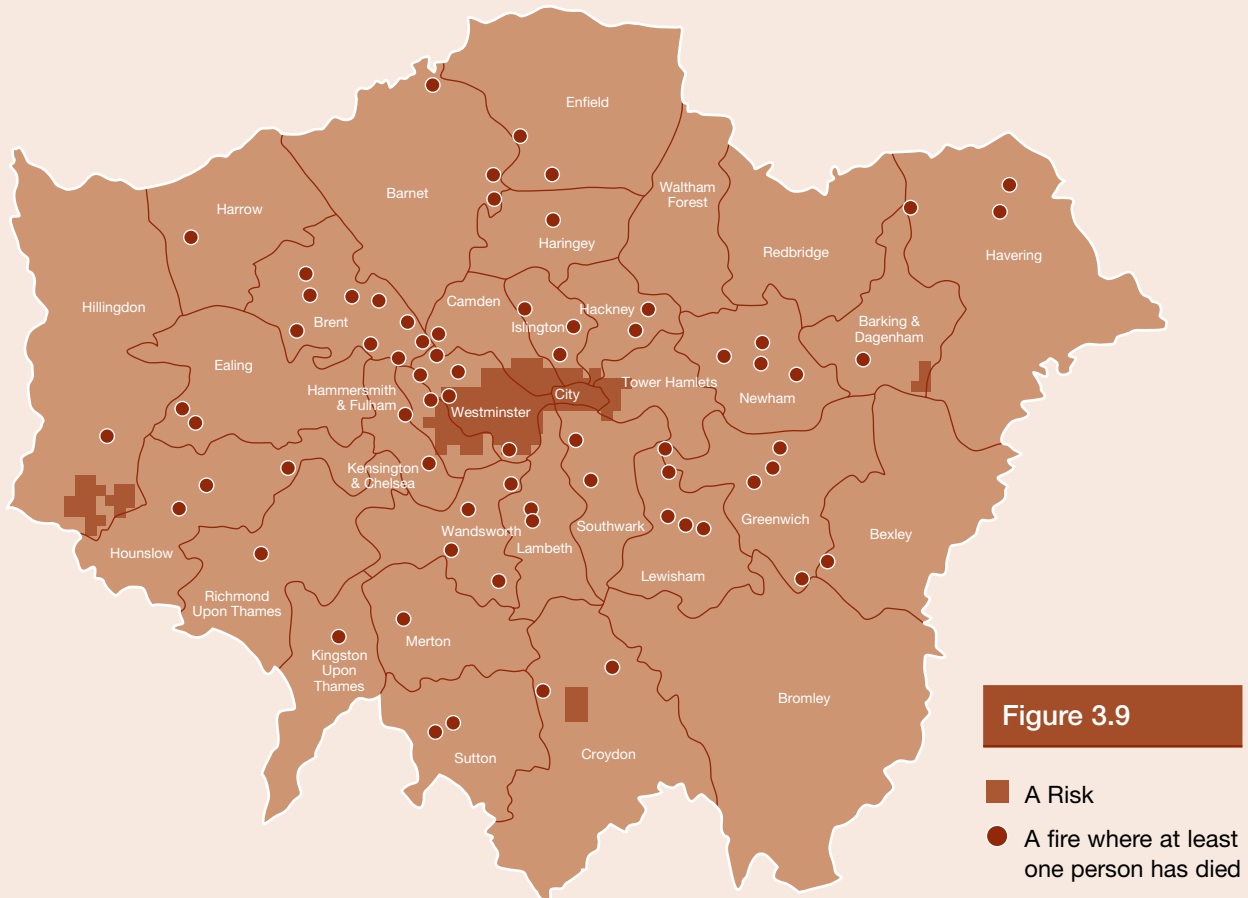 Enfield
Barnet
Waltham
Forest
Harrow
Haringey
Redbridge
Havering
Hillingdon
Camden
Hackney
Islington
Brent
Barking &
Dagenham
Ealing
Tower Hamlets
Hammersmith
& Fulham
City
Newham
Westminster
Kensington
& Chelsea
Greenwich
Southwark
Wandsworth
Bexley
Lambeth
Hounslow
Lewisham
Richmond
Upon Thames
Merton
Kingston
Upon
Thames
Bromley
Sutton
Croydon
Figure 3.9
A Risk
A fire where at least
one person has died